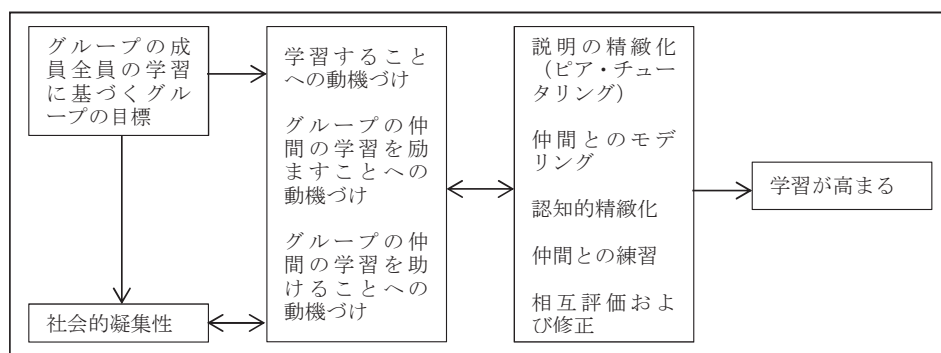 グループの成
員全員の学習
に基づくグル
ープの目標
社会的凝集性
学習すること
への動機づけ
グループの仲
間の学習を励
ますことへの
動機づけ
グループの仲
間の学習を助
けることへの
動機づけ
説明の精緻化
（ピア・チュー
タリング）
仲間とのモデ
リング
認知的精緻化
仲間との練習
相互評価およ
び修正
学習が高まる